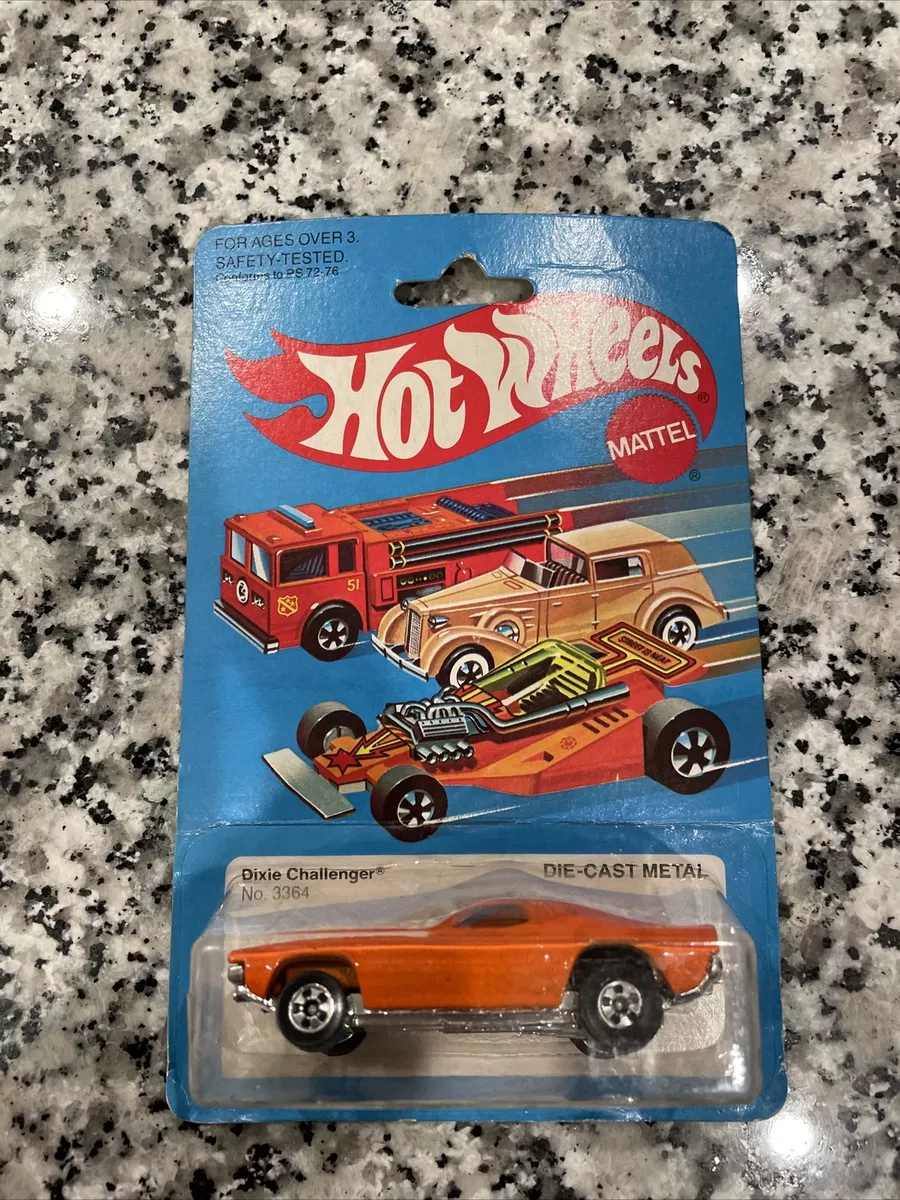 FOR AGES OVER 3.
SAFETY-TESTED.
Conforms to PS 72-76
Hot Wheels®
MATTEL
®
51
3
Dixie Challenger®
DIE-CAST METAL
No. 3364